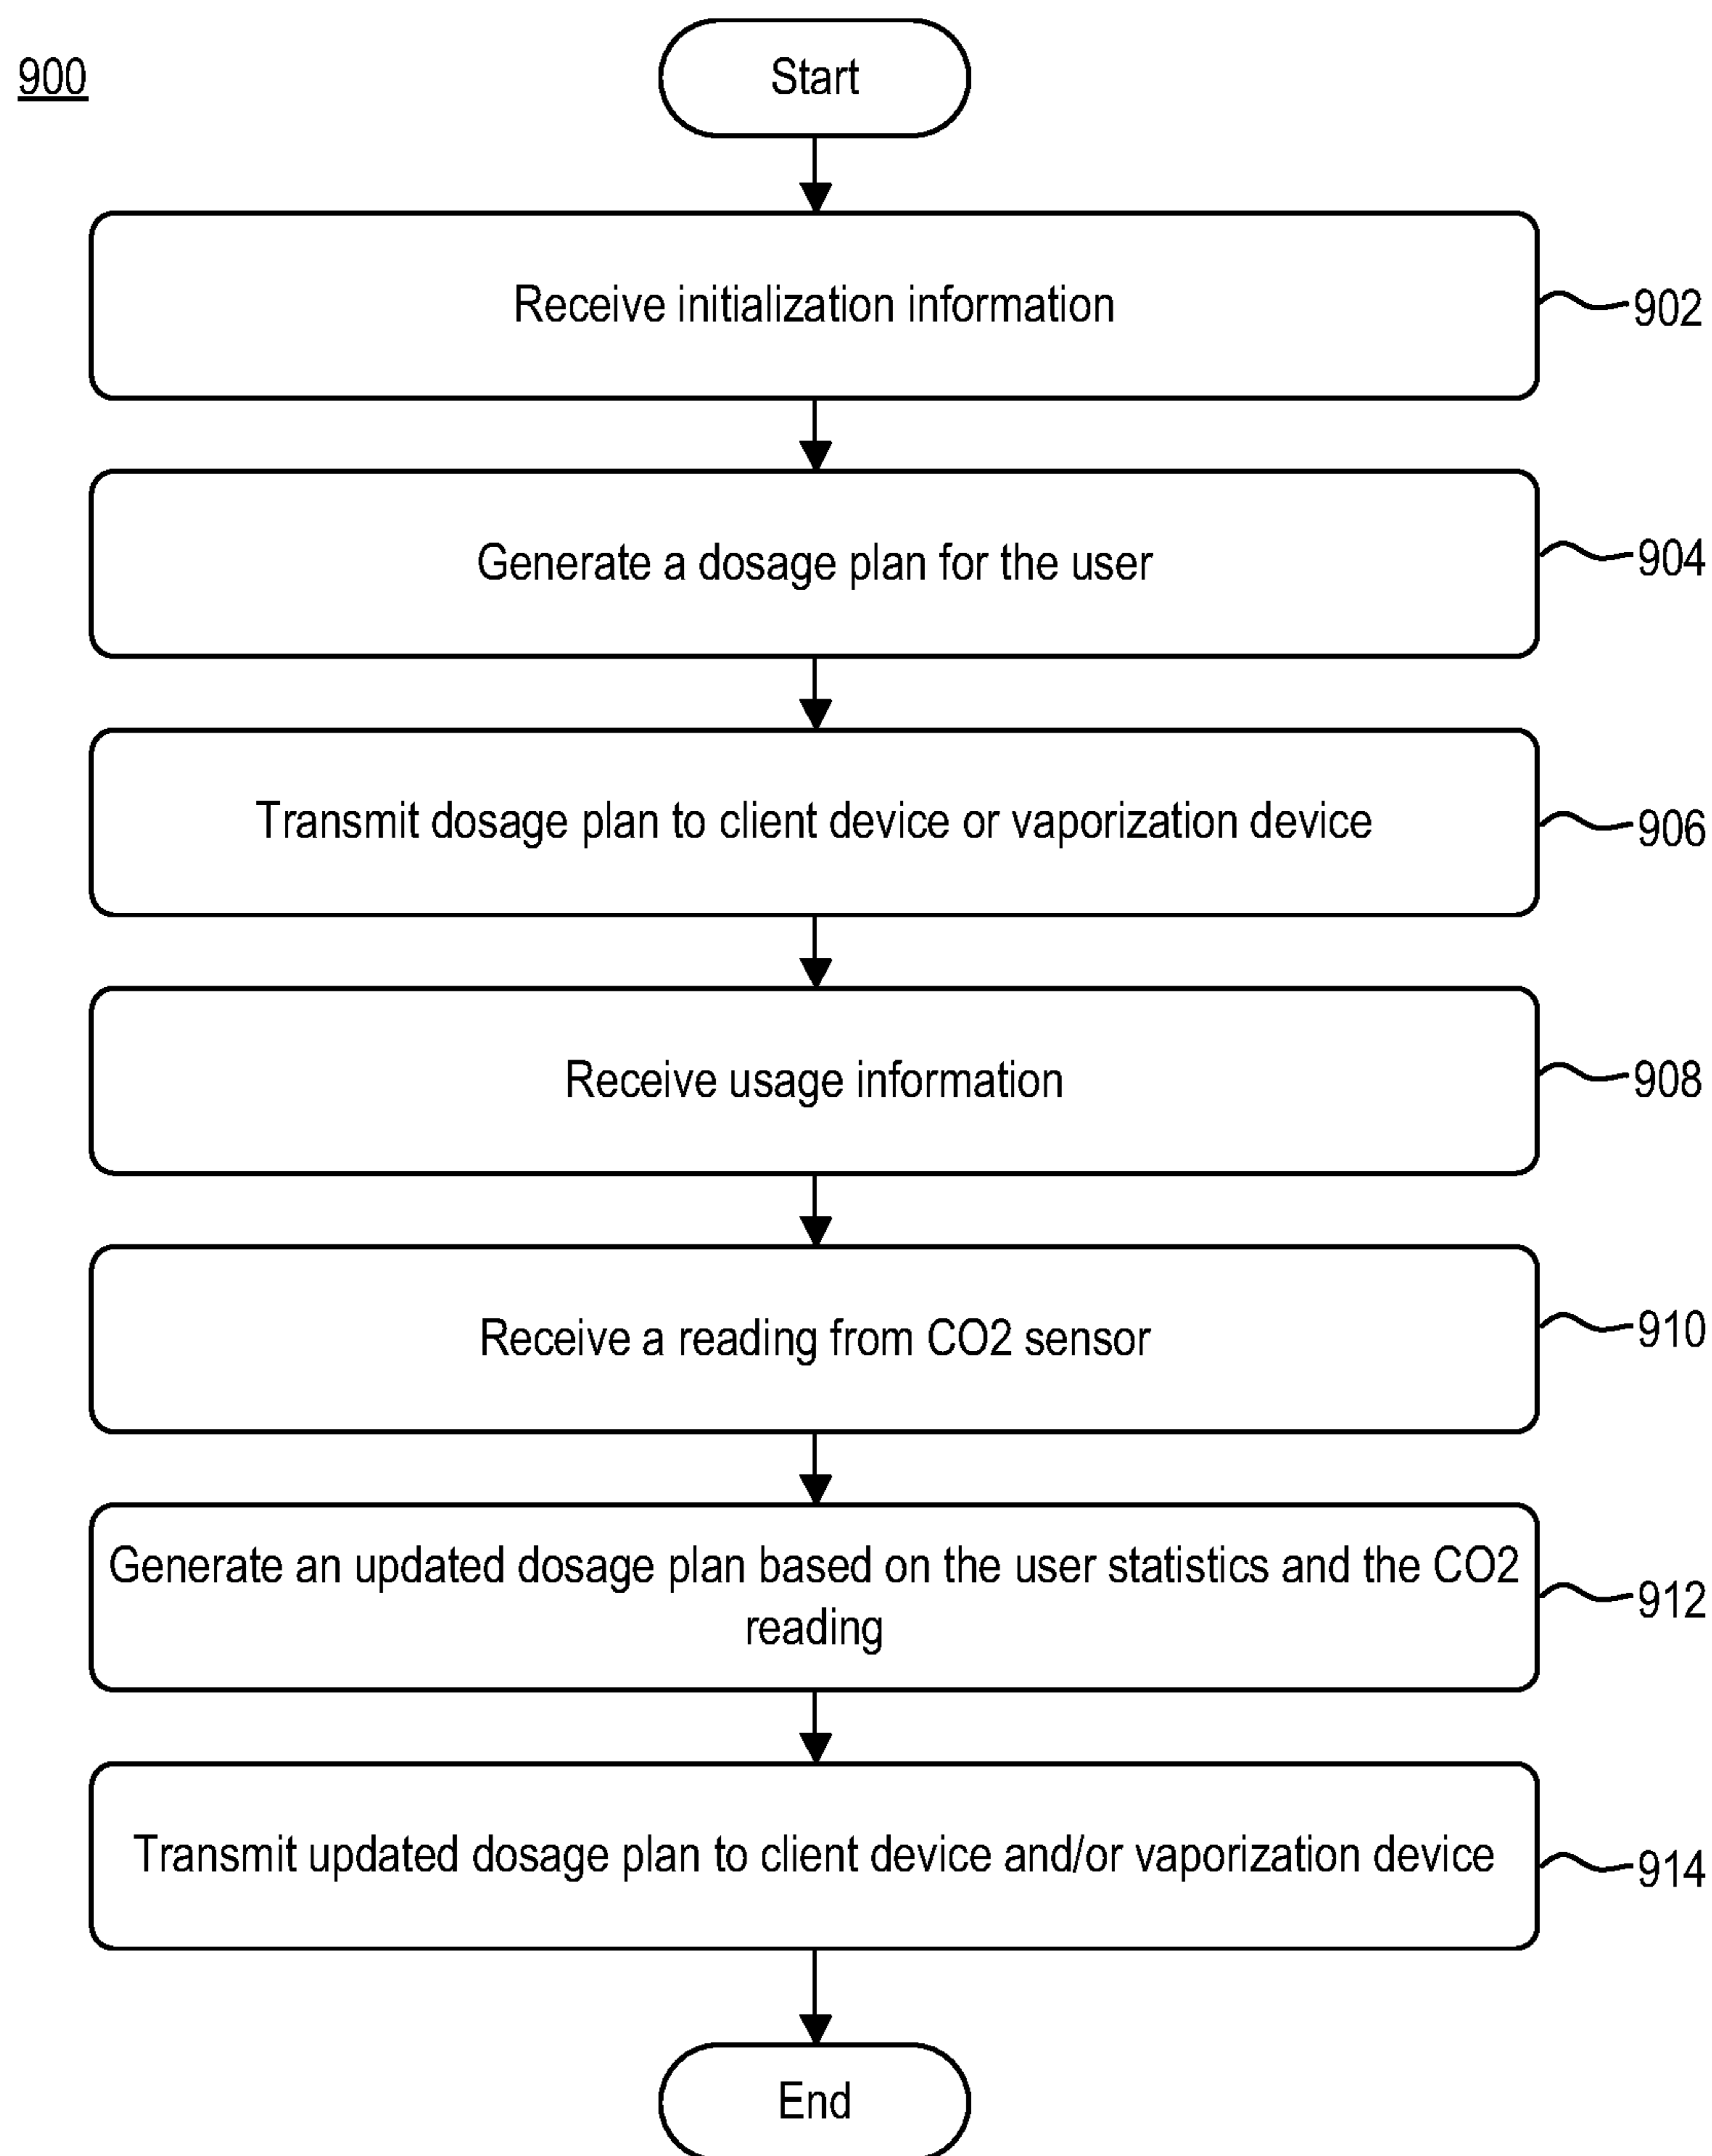 900
Start
Receive initialization information
902
Generate a dosage plan for the user
904
Transmit dosage plan to client device or vaporization device
906
Receive usage information
908
Receive a reading from CO2 sensor
910
Generate an updated dosage plan based on the user statistics and the CO2
reading
912
Transmit updated dosage plan to client device and/or vaporization device
914
End